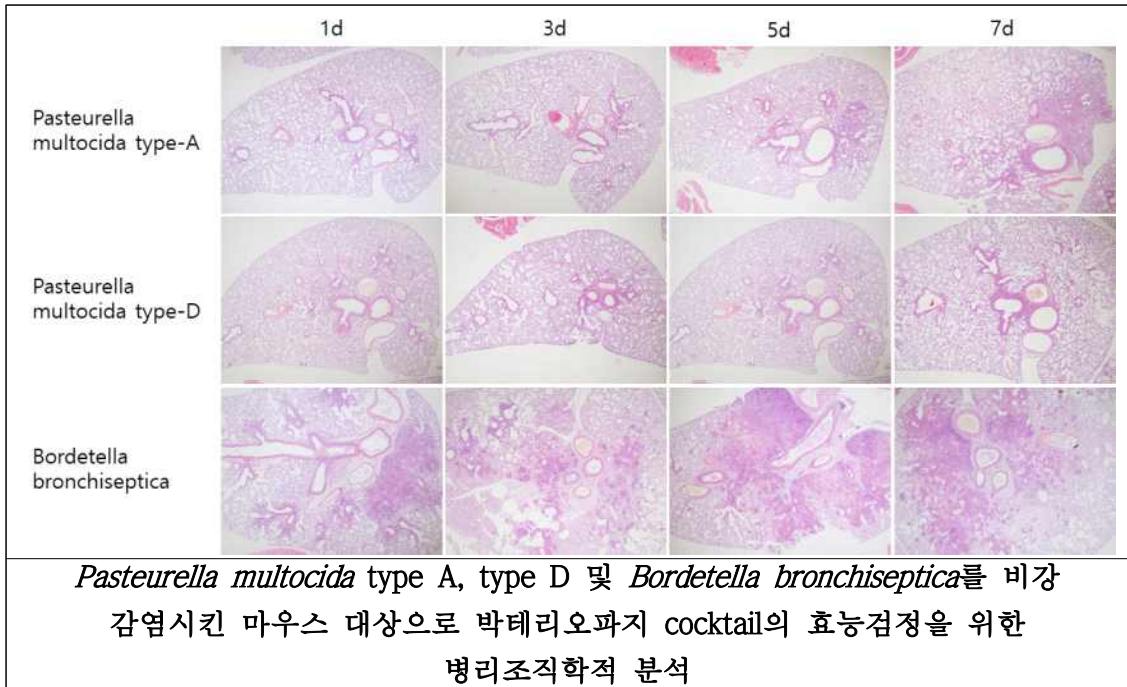 1d 3d 5d 7d
Pasteurella
multocida type-A
Pasteurella
multocida type-D
Bordetella
bronchiseptica
Pasteurella multocida type A, type D 및 Bordetella bronchiseptica를 비강
감염시킨 마우스 대상으로 박테리오파지 cocktail의 효능검정을 위한
병리조직학적 분석